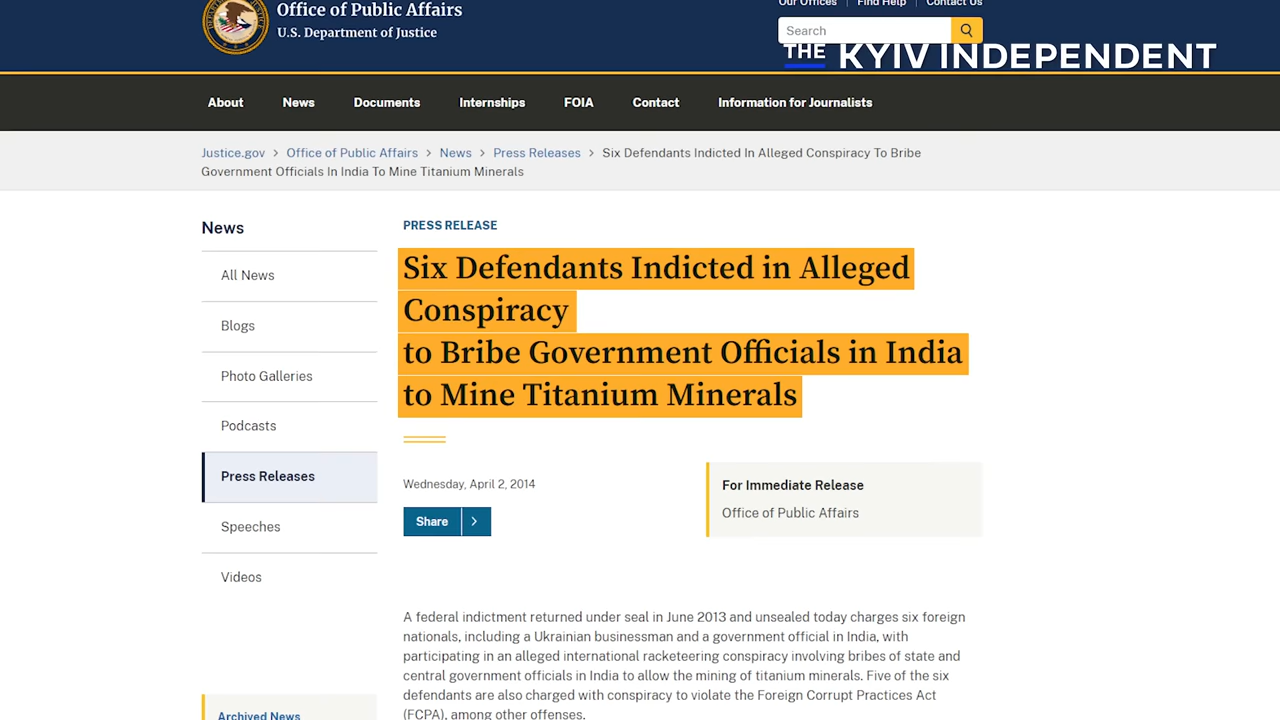 Office of Public Affairs
U.S. Department of Justice
Our Offices
Find Help
Contact Us
Search
THE KYIV INDEPENDENT
About
News
Documents
Internships
FOIA
Contact
Information for Journalists
Justice.gov > Office of Public Affairs > News > Press Releases > Six Defendants Indicted In Alleged Conspiracy To Bribe
Government Officials In India To Mine Titanium Minerals
News
All News
Blogs
Photo Galleries
Podcasts
Press Releases
Speeches
Videos
Archived News
PRESS RELEASE
Six Defendants Indicted in Alleged
Conspiracy
to Bribe Government Officials in India
to Mine Titanium Minerals
Wednesday, April 2, 2014
Share
For Immediate Release
Office of Public Affairs
A federal indictment returned under seal in June 2013 and unsealed today charges six foreign
nationals, including a Ukrainian businessman and a government official in India, with
participating in an alleged international racketeering conspiracy involving bribes of state and
central government officials in India to allow the mining of titanium minerals. Five of the six
defendants are also charged with conspiracy to violate the Foreign Corrupt Practices Act
(FCPA), among other offenses.